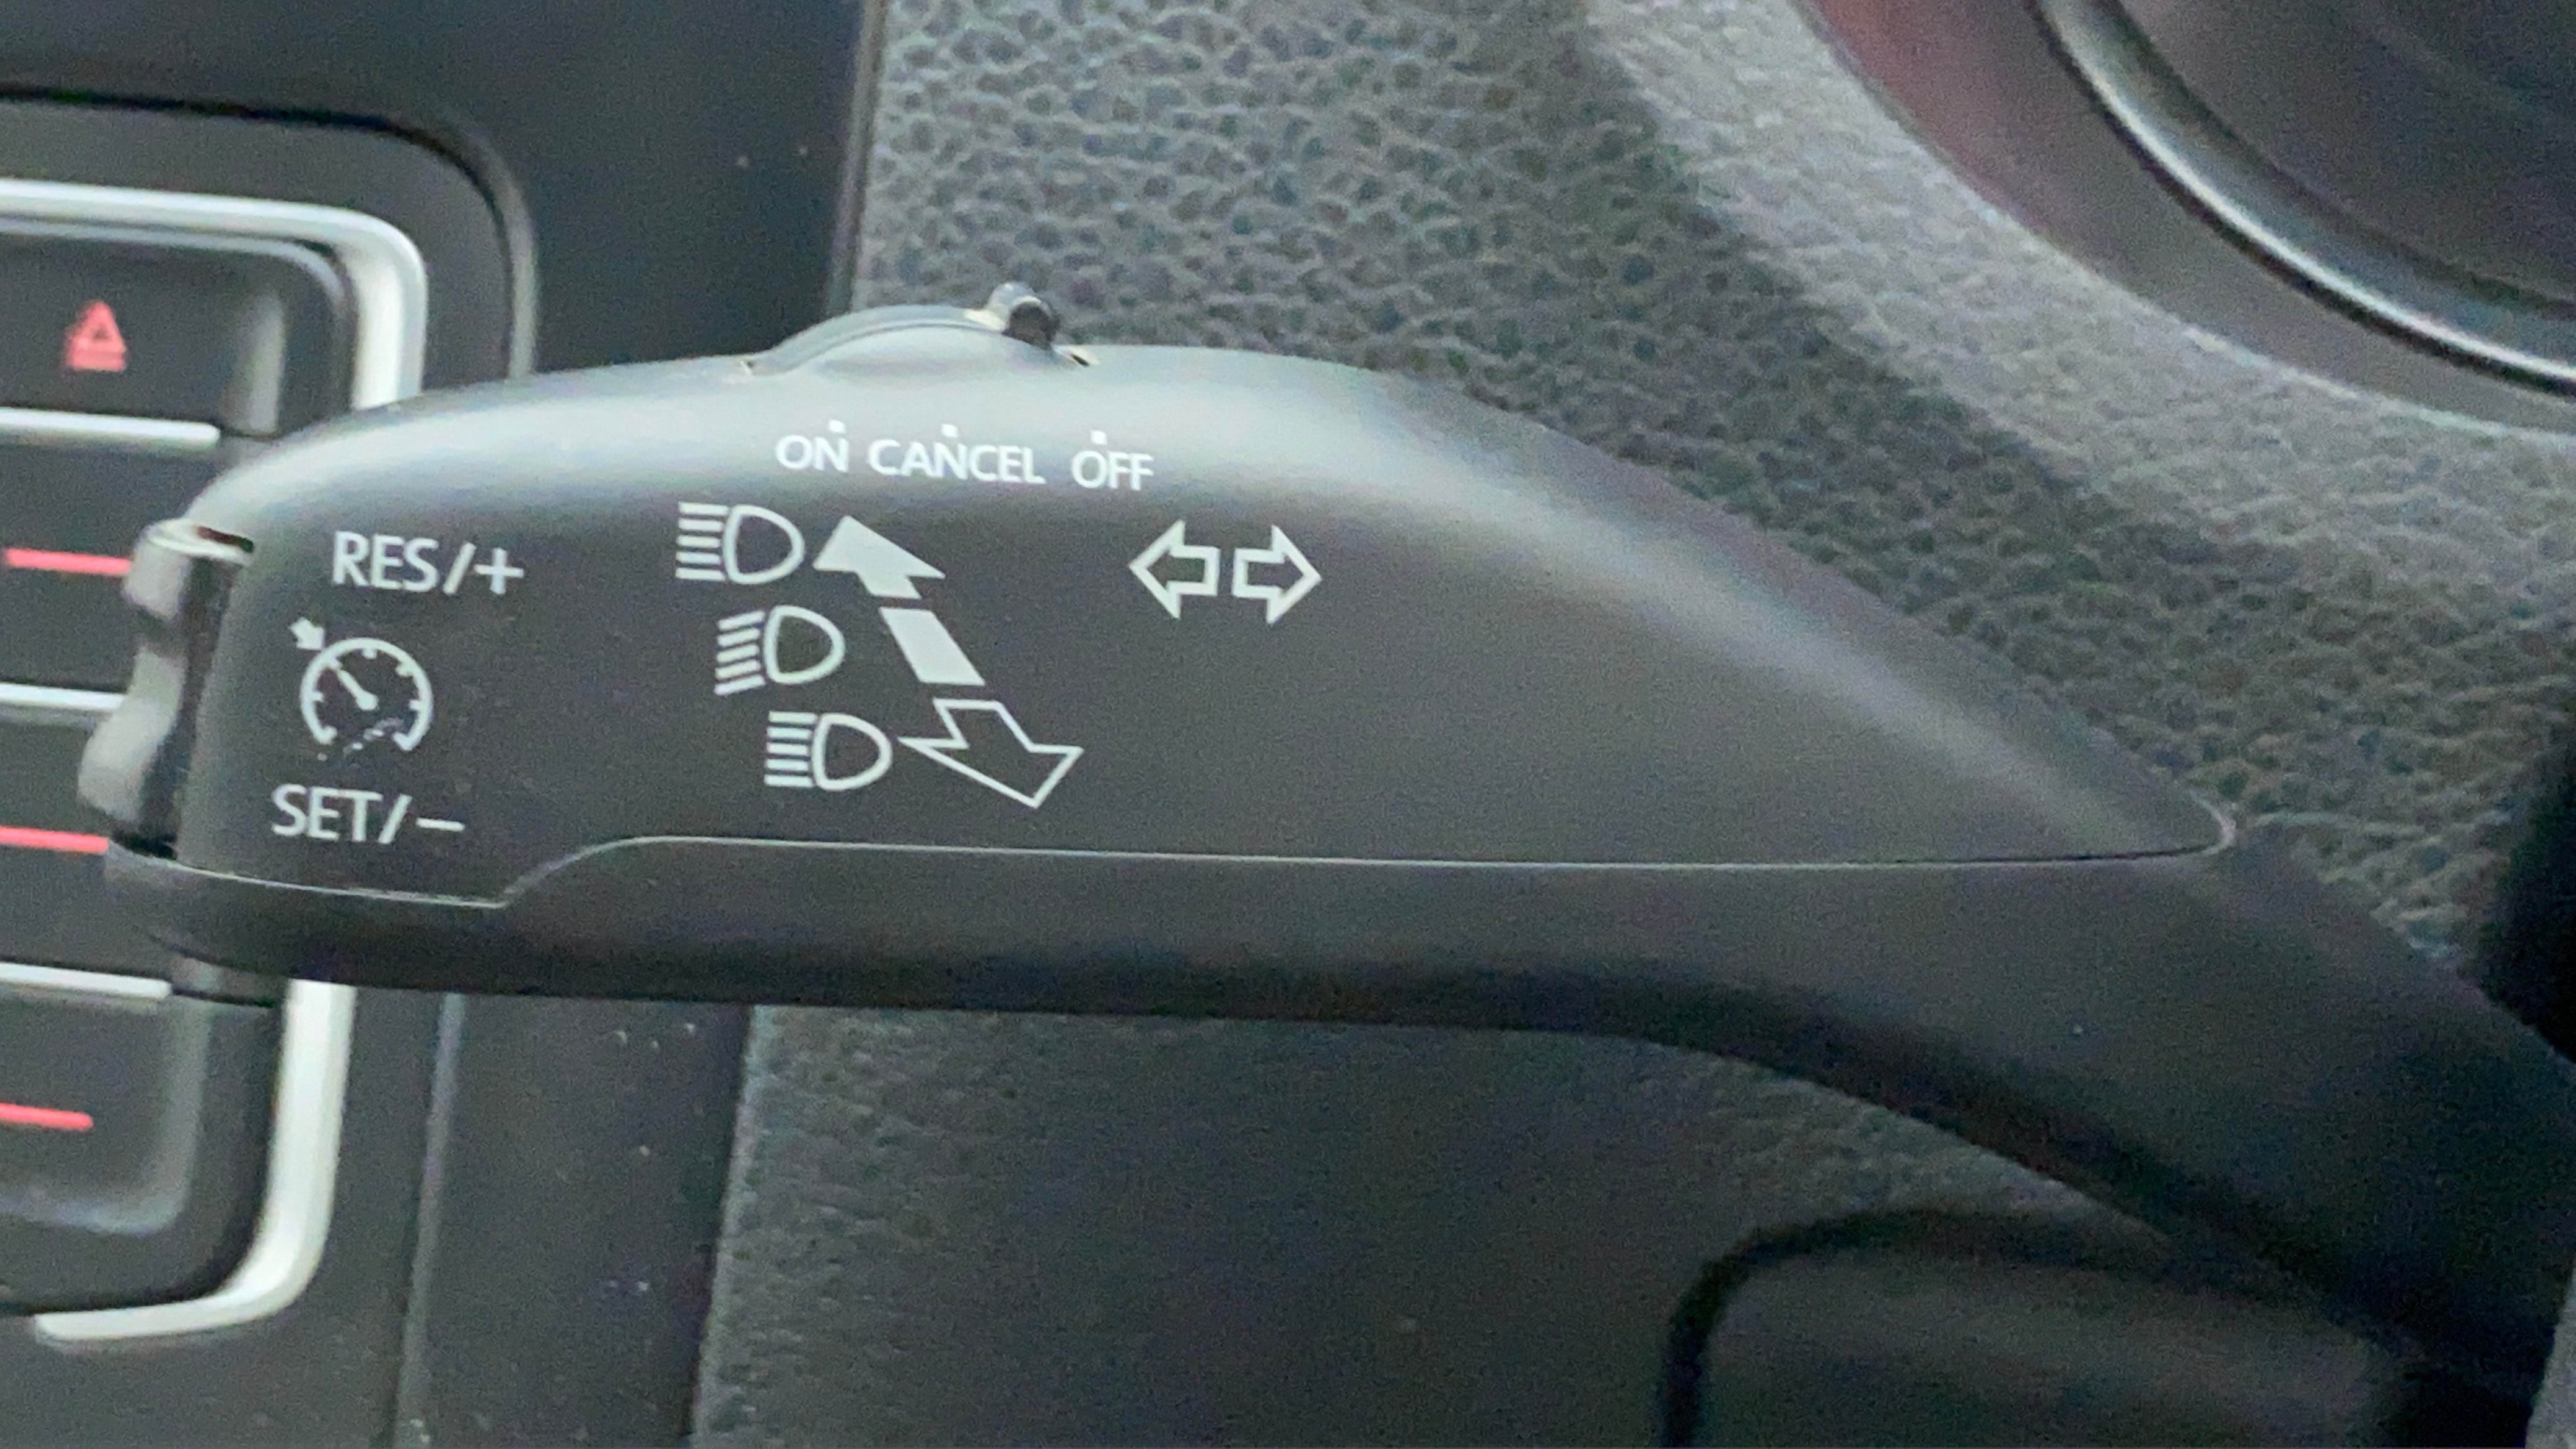 ON CANCEL OFF
RES/+
SET/−